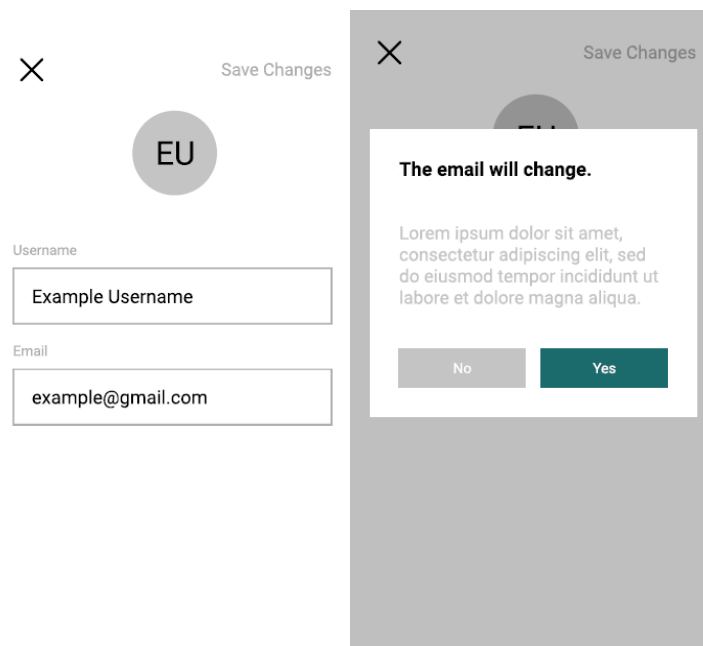 Save Changes
EU
Username
Example Username
Email
example@gmail.com
Save Changes
The email will change.
Lorem ipsum dolor sit amet,
consectetur adipiscing elit, sed
do eiusmod tempor incididunt ut
labore et dolore magna aliqua.
No
Yes